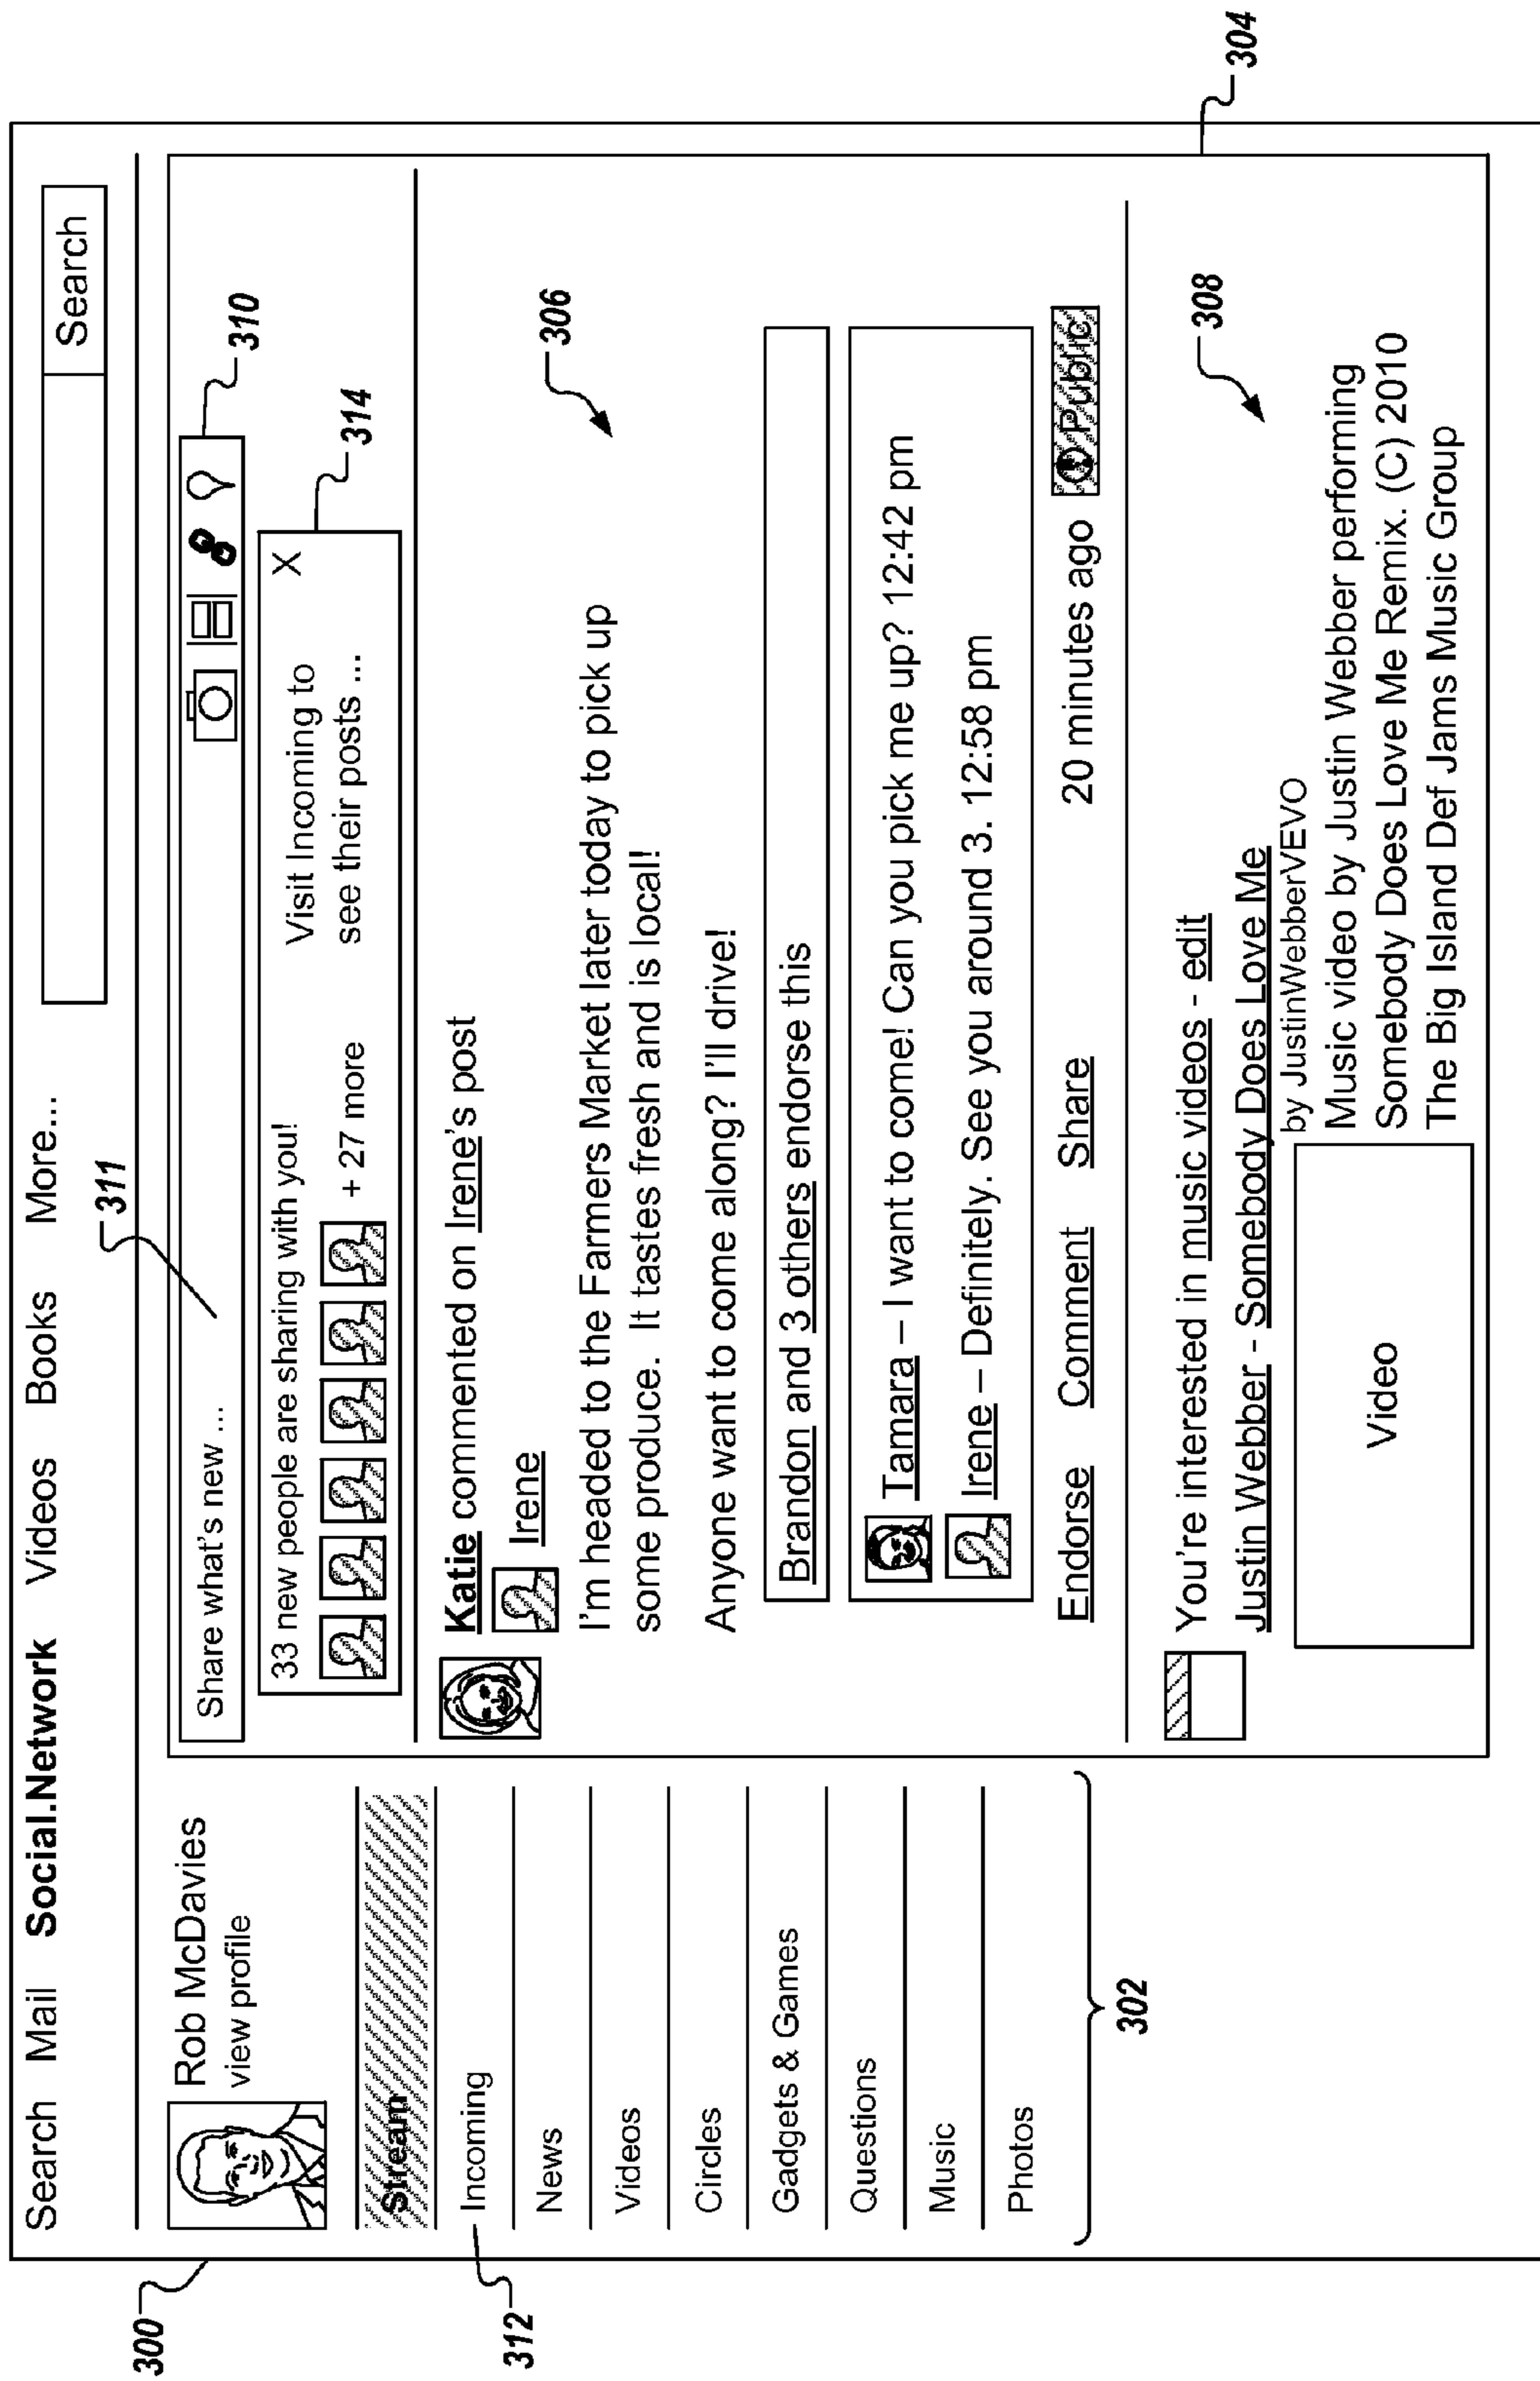 Search Mail Social.Network Videos Books More...
Search
311
300
Rob McDavies
view profile
Stream
312
Incoming
News
Videos
Circles
Gadgets & Games
Questions
Music
Photos
302
Share what's new ...
310
33 new people are sharing with you!
+ 27 more
Visit Incoming to
see their posts ...
X
314
Katie commented on Irene's post
Irene
306
I'm headed to the Farmers Market later today to pick up
some produce. It tastes fresh and is local!
Anyone want to come along? I'll drive!
Brandon and 3 others endorse this
Tamara – I want to come! Can you pick me up? 12:42 pm
Irene – Definitely. See you around 3. 12:58 pm
Endorse Comment Share 20 minutes ago Public
304
You're interested in music videos - edit
308
Justin Webber - Somebody Does Love Me
by JustinWebberVEVO
Music video by Justin Webber performing
Somebody Does Love Me Remix. (C) 2010
The Big Island Def Jams Music Group
Video